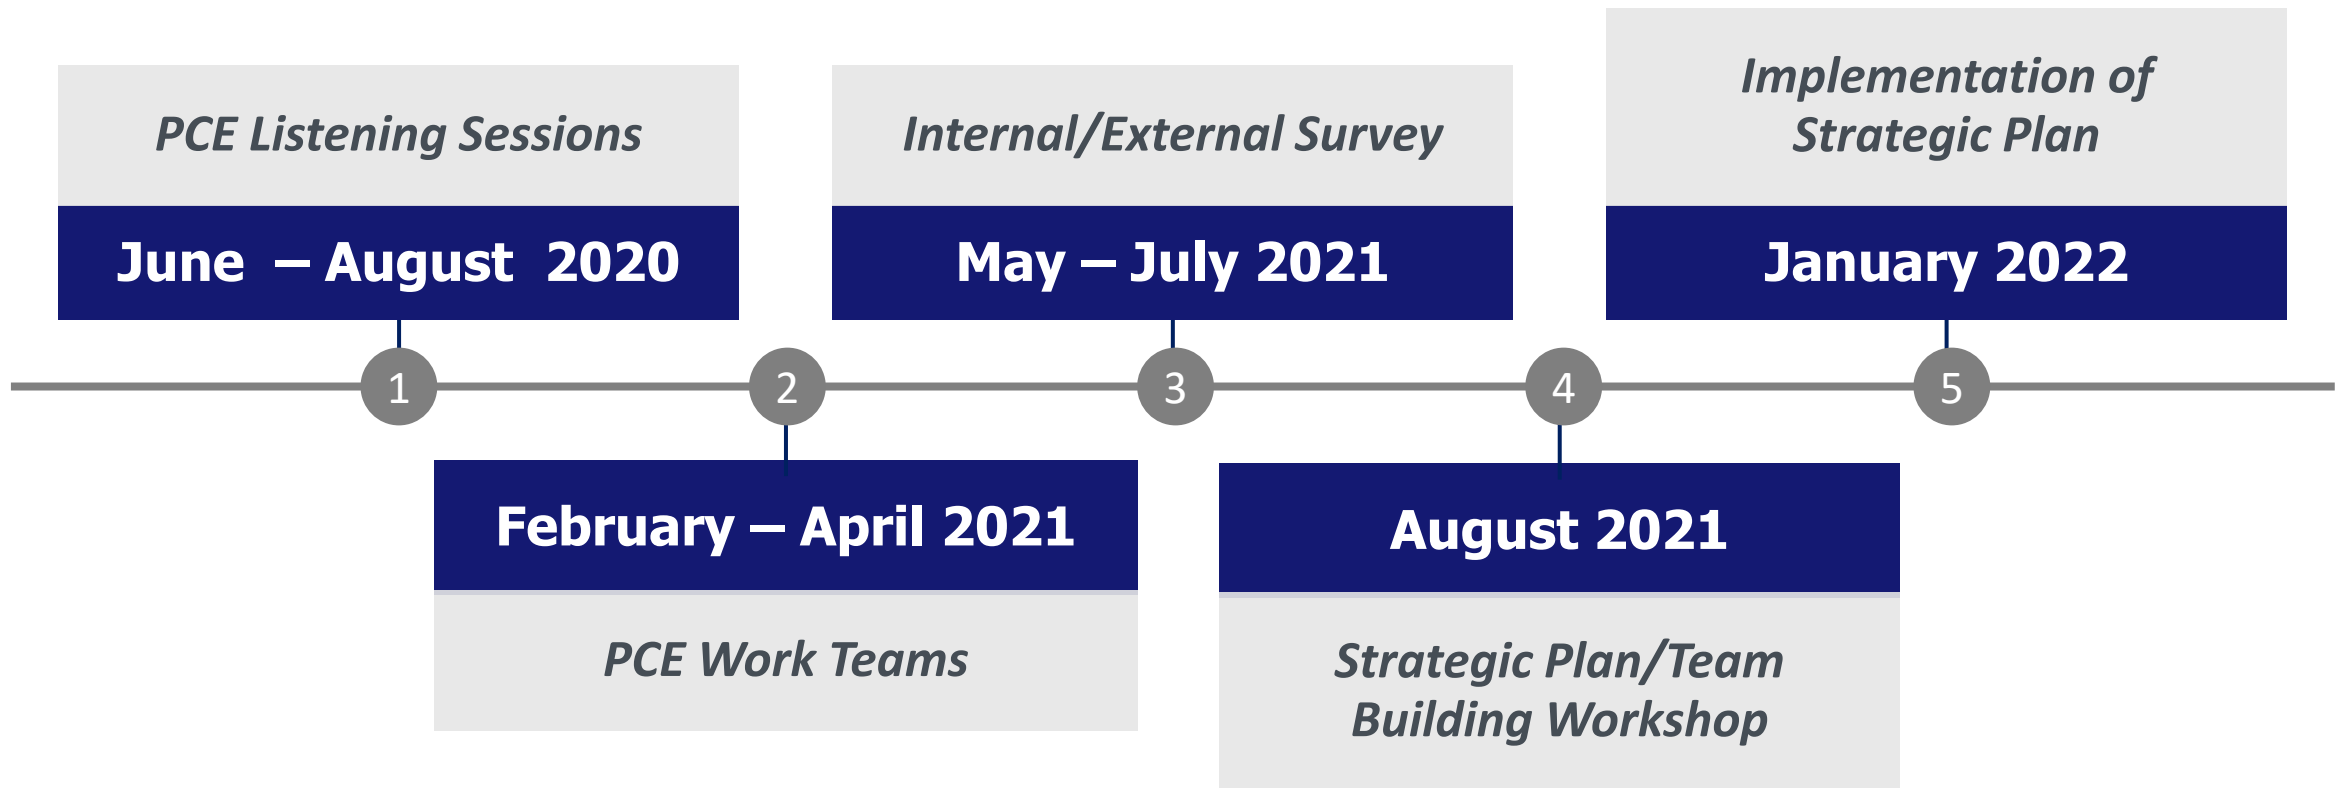 PCE Listening Sessions
June – August 2020
1
2
February – April 2021
PCE Work Teams
Internal/External Survey
May – July 2021
3
4
August 2021
Strategic Plan/Team
Building Workshop
Implementation of
Strategic Plan
January 2022
5